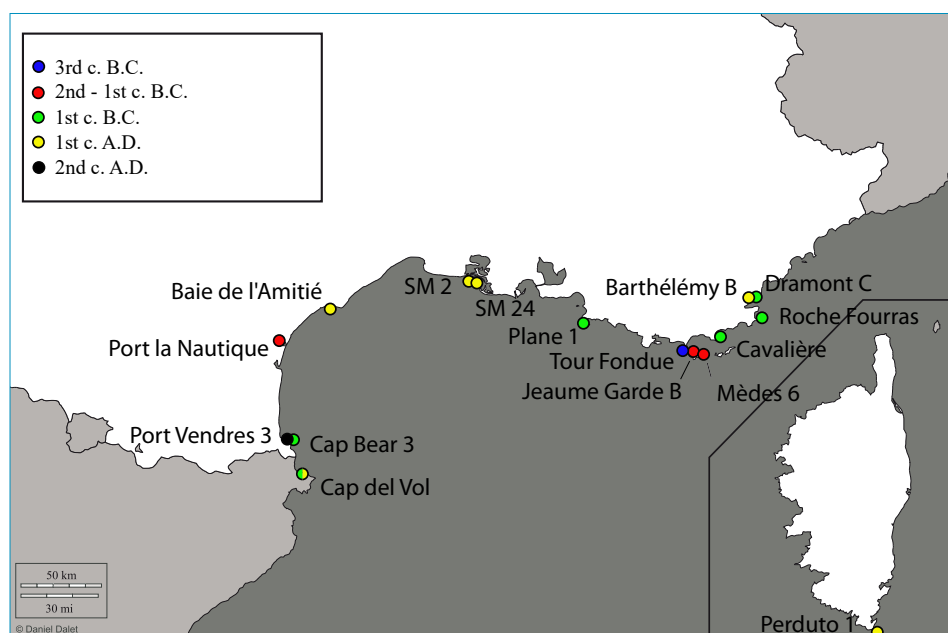 3rd c. B.C.
2nd - 1st c. B.C.
1st c. B.C.
1st c. A.D.
2nd c. A.D.
Baie de l'Amitié
SM 2
SM 24
Barthélémy B
Dramont C
Roche Fourras
Plane 1
Port la Nautique
Tour Fondue
Cavalière
Jeaume Garde B
Mèdes 6
Port Vendres 3
Cap Bear 3
Cap del Vol
50 km
30 mi
© Daniel Dalet
Perduto 1